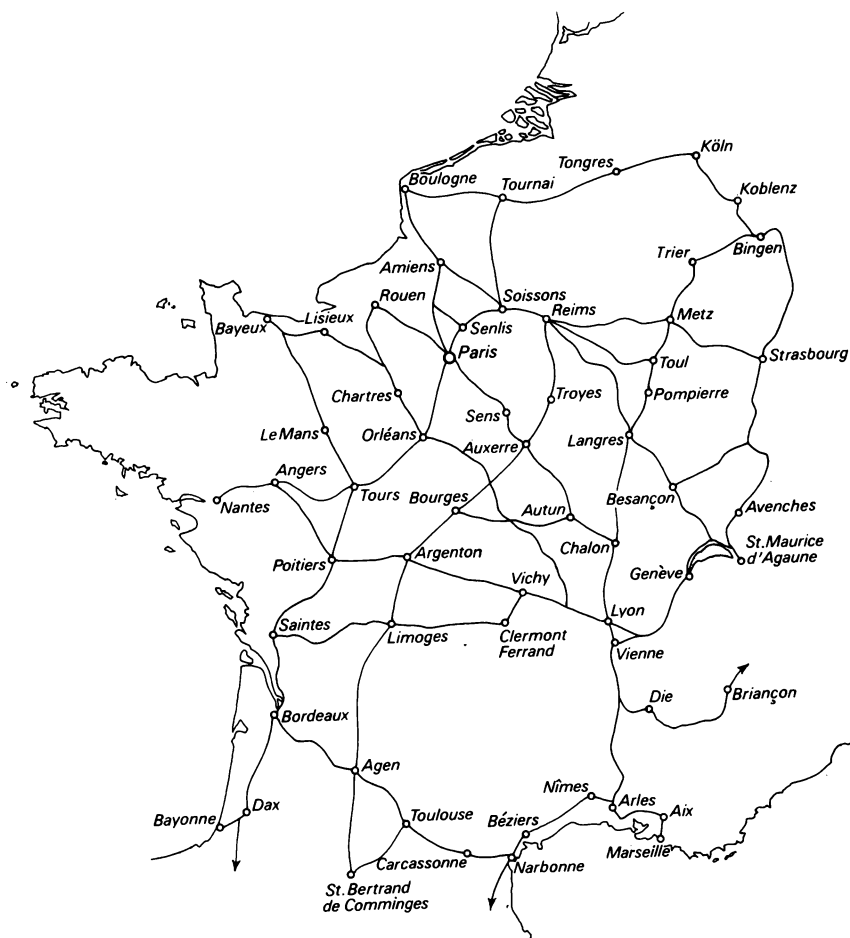 Köln
Tongres
Boulogne
Tournai
Koblenz
Bingen
Trier
Amiens
Rouen
Soissons
Reims
Metz
Bayeux
Lisieux
Senlis
Paris
Toul
Strasbourg
Chartres
Sens
Troyes
Pompierre
Le Mans
Orléans
Auxerre
Langres
Angers
Nantes
Tours
Bourges
Autun
Besançon
Avenches
Chalon
St. Maurice
d'Agaune
Poitiers
Argenton
Vichy
Genève
Lyon
Saintes
Limoges
Clermont
Ferrand
Vienne
Die
Briançon
Bordeaux
Agen
Nîmes
Arles
Aix
Bayonne
Dax
Toulouse
Béziers
Marseille
Carcassonne
Narbonne
St. Bertrand
de Comminges